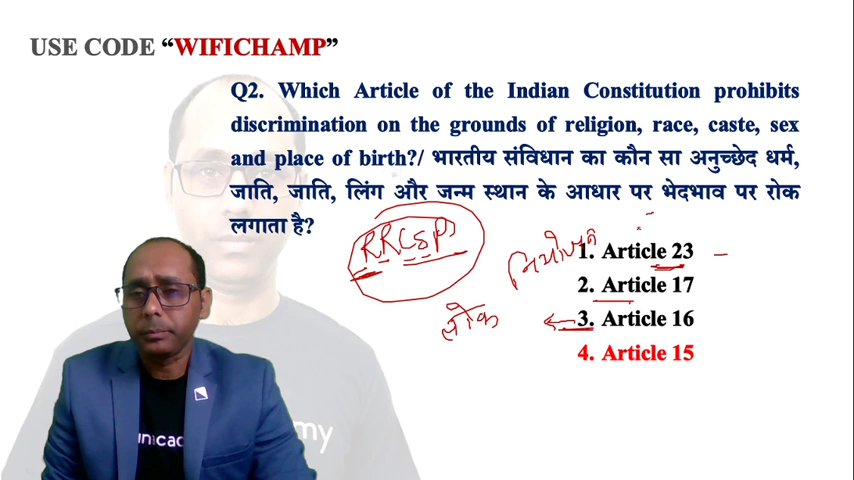 USE CODE “WIFICHAMP”
Q2. Which Article of the Indian Constitution prohibits
discrimination on the grounds of religion, race, caste, sex
and place of birth?/ भारतीय संविधान का कौन सा अनुच्छेद धर्म,
जाति, जाति, लिंग और जन्म स्थान के आधार पर भेदभाव पर रोक
लगाता है?
RRCSP
1. Article 23
2. Article 17
लोक
3. Article 16
4. Article 15